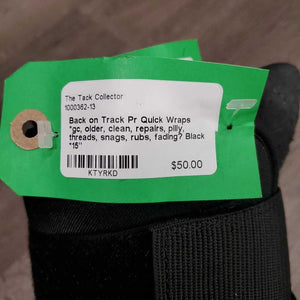 The Tack Collector
1000362-13
Back on Track Pr Quick Wraps
*gc, older, clean, repairs, pilly,
threads, snags, rubs, fading? Black
*15"
$50.00
KTYRKD